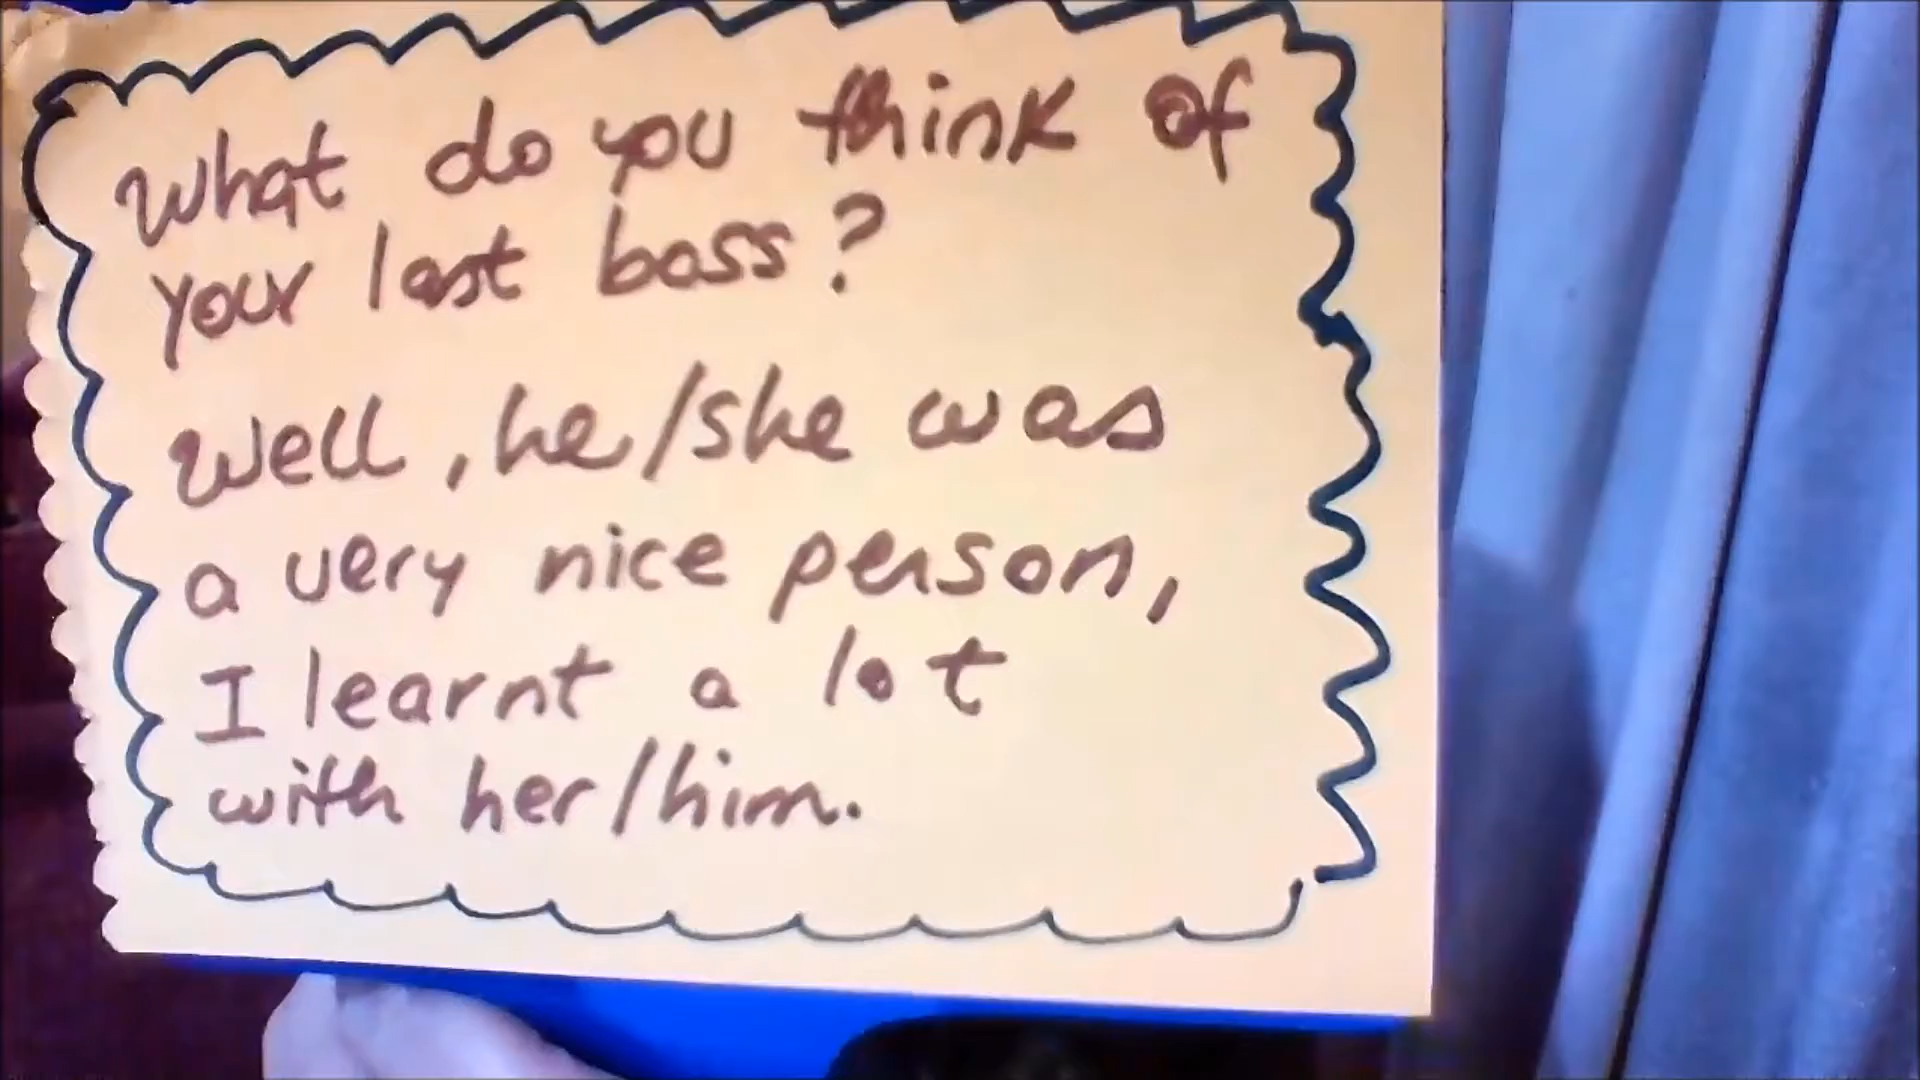 What do you think of
your last boss?
Well, he/she was
a very nice person,
I learnt a lot
with her/him.